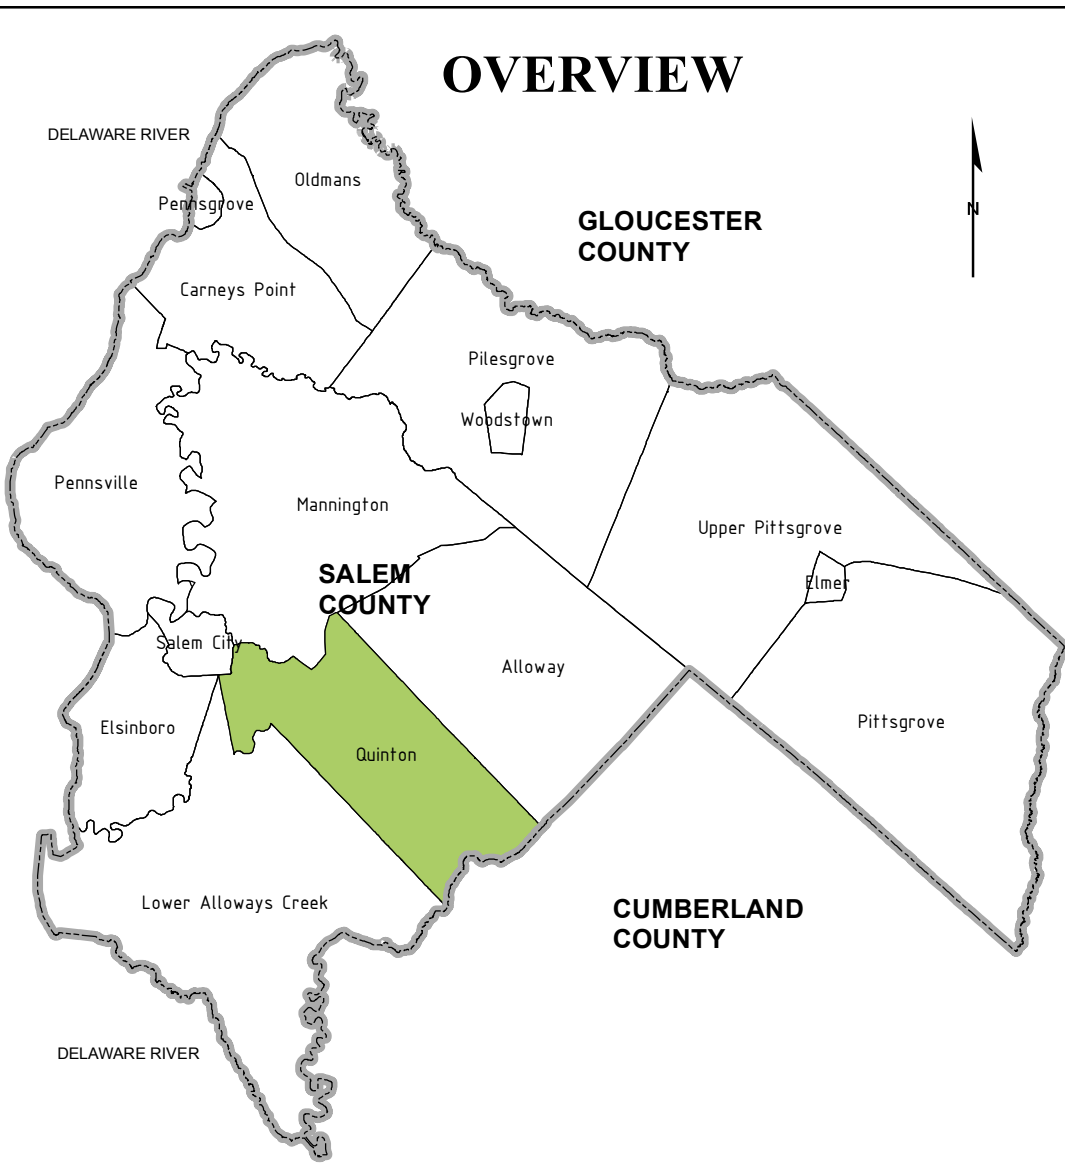 OVERVIEW
DELAWARE RIVER
Oldmans
Pennsgrove
GLOUCESTER
COUNTY
N
Carneys Point
Pilesgrove
Woodstown
Pennsville
Mannington
Upper Pittsgrove
SALEM
COUNTY
Elmer
Salem City
Alloway
Elsinboro
Quinton
Pittsgrove
Lower Alloways Creek
CUMBERLAND
COUNTY
DELAWARE RIVER